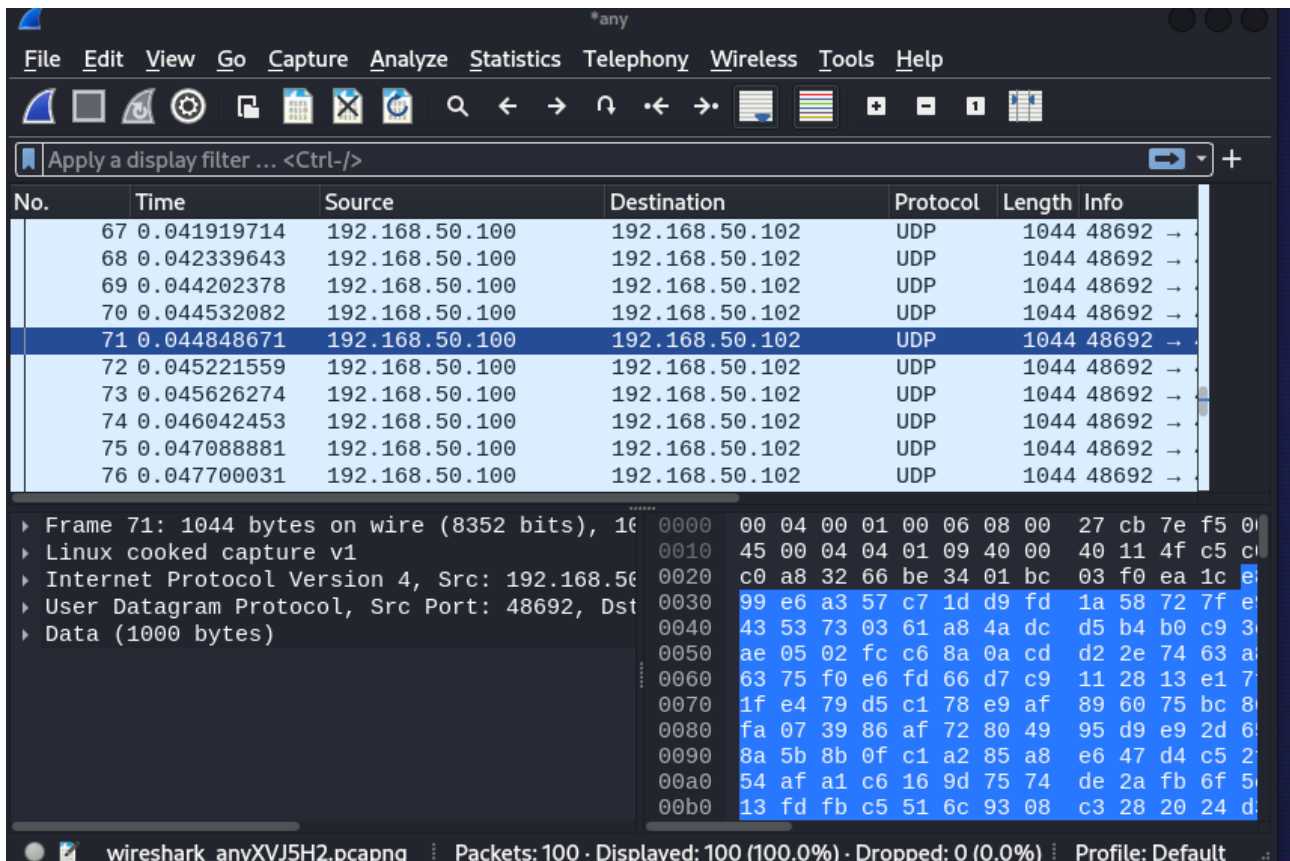 *any
File Edit View Go Capture Analyze Statistics Telephony Wireless Tools Help
Apply a display filter … <Ctrl-/>
No. Time Source Destination Protocol Length Info
67 0.041919714 192.168.50.100 192.168.50.102 UDP 1044 48692 →
68 0.042339643 192.168.50.100 192.168.50.102 UDP 1044 48692 →
69 0.044202378 192.168.50.100 192.168.50.102 UDP 1044 48692 →
70 0.044532082 192.168.50.100 192.168.50.102 UDP 1044 48692 →
71 0.044848671 192.168.50.100 192.168.50.102 UDP 1044 48692 →
72 0.045221559 192.168.50.100 192.168.50.102 UDP 1044 48692 →
73 0.045626274 192.168.50.100 192.168.50.102 UDP 1044 48692 →
74 0.046042453 192.168.50.100 192.168.50.102 UDP 1044 48692 →
75 0.047088881 192.168.50.100 192.168.50.102 UDP 1044 48692 →
76 0.047700031 192.168.50.100 192.168.50.102 UDP 1044 48692 →
Frame 71: 1044 bytes on wire (8352 bits), 10
Linux cooked capture v1
Internet Protocol Version 4, Src: 192.168.50
User Datagram Protocol, Src Port: 48692, Dst
Data (1000 bytes)
0000 00 04 00 01 00 06 08 00 27 cb 7e f5
0010 45 00 04 04 01 09 40 00 40 11 4f c5
0020 c0 a8 32 66 be 34 01 bc 03 f0 ea 1c
0030 99 e6 a3 57 c7 1d d9 fd 1a 58 72 7f
0040 43 53 73 03 61 a8 4a dc d5 b4 b0 c9
0050 ae 05 02 fc c6 8a 0a cd d2 2e 74 63
0060 63 75 f0 e6 fd 66 d7 c9 11 28 13 e1
0070 1f e4 79 d5 c1 78 e9 af 89 60 75 bc
0080 fa 07 39 86 af 72 80 49 95 d9 e9 2d
0090 8a 5b 8b 0f c1 a2 85 a8 e6 47 d4 c5
00a0 54 af a1 c6 16 9d 75 74 de 2a fb 6f
00b0 13 fd fb c5 51 6c 93 08 c3 28 20 24
wireshark_anyXVJ5H2.pcapng Packets: 100 · Displayed: 100 (100.0%) · Dropped: 0 (0.0%) Profile: Default